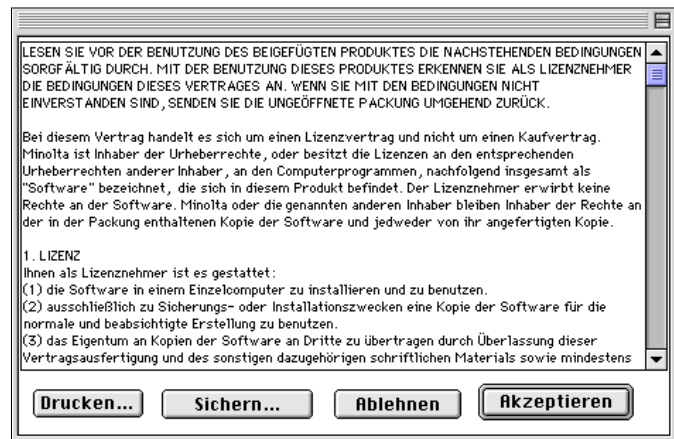 LESEN SIE VOR DER BENUTZUNG DES BEIGEFÜGTEN PRODUKTES DIE NACHSTEHENDEN BEDINGUNGEN
SORGFÄLTIG DURCH. MIT DER BENUTZUNG DIESES PRODUKTES ERKENNEN SIE ALS LIZENZNEHMER
DIE BEDINGUNGEN DIESES VERTRAGES AN. WENN SIE MIT DEN BEDINGUNGEN NICHT
EINVERSTANDEN SIND, SENDEN SIE DIE UNGEÖFFNETE PACKUNG UMGEHEND ZURÜCK.
Bei diesem Vertrag handelt es sich um einen Lizenzvertrag und nicht um einen Kaufvertrag.
Minolta ist Inhaber der Urheberrechte, oder besitzt die Lizenzen an den entsprechenden
Urheberrechten anderer Inhaber, an den Computerprogrammen, nachfolgend insgesamt als
"Software" bezeichnet, die sich in diesem Produkt befindet. Der Lizenznehmer erwirbt keine
Rechte an der Software. Minolta oder die genannten anderen Inhaber bleiben Inhaber der Rechte an
der in der Packung enthaltenen Kopie der Software und jedweder von ihr angefertigten Kopie.
1. LIZENZ
Ihnen als Lizenznehmer ist es gestattet:
(1) die Software in einem Einzelcomputer zu installieren und zu benutzen.
(2) ausschließlich zu Sicherungs- oder Installationszwecken eine Kopie der Software für die
normale und beabsichtigte Erstellung zu benutzen.
(3) das Eigentum an Kopien der Software an Dritte zu übertragen durch Überlassung dieser
Vertragsausfertigung und des sonstigen dazugehörigen schriftlichen Materials sowie mindestens
Drucken... Sichern... Ablehnen Akzeptieren